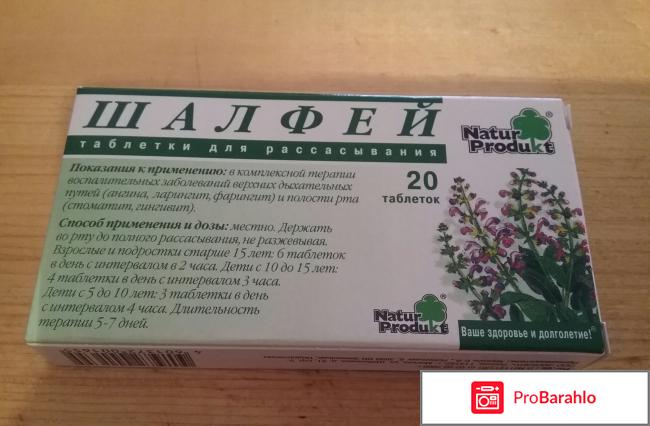 ШАЛФЕЙ
таблетки для рассасывания
Natur
Produkt
20
таблеток
Показания к применению: в комплексной терапии
воспалительных заболеваний верхних дыхательных
путей (ангина, ларингит, фарингит) и полости рта
(стоматит, гингивит).
Способ применения и дозы: местно. Держать
во рту до полного рассасывания, не разжевывая.
Взрослые и подростки старше 15 лет: 6 таблеток
в день с интервалом в 2 часа. Дети с 10 до 15 лет:
4 таблетки в день с интервалом 3 часа.
Дети с 5 до 10 лет: 3 таблетки в день
с интервалом 4 часа. Длительность
терапии 5-7 дней.
Natur
Produkt
Ваше здоровье и долголетие!
ProBarahlo